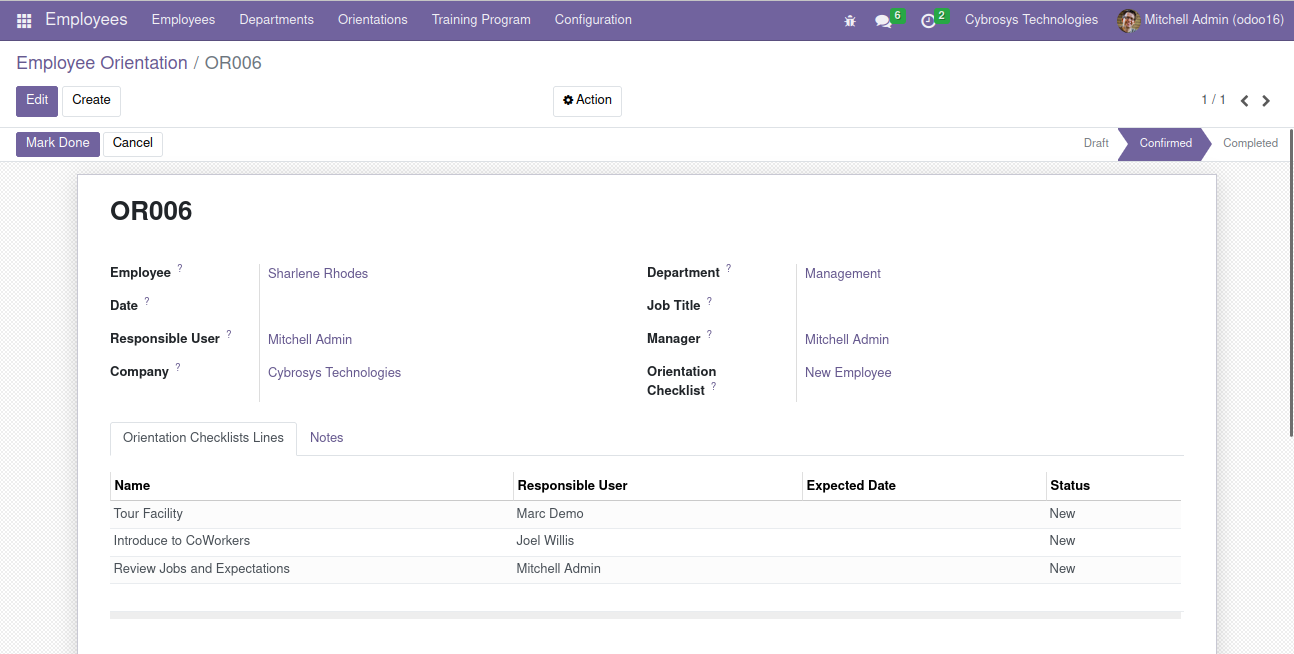 Employees Employees Departments Orientations Training Program Configuration 6 2 Cybrosys Technologies Mitchell Admin (odoo16)
Employee Orientation / OR006
Edit Create Action 1 / 1
Mark Done Cancel Draft Confirmed Completed
OR006
Employee ? Sharlene Rhodes Department ? Management
Date ? Job Title ?
Responsible User ? Mitchell Admin Manager ? Mitchell Admin
Company ? Cybrosys Technologies Orientation Checklist ? New Employee
Orientation Checklists Lines Notes
Name Responsible User Expected Date Status
Tour Facility Marc Demo New
Introduce to CoWorkers Joel Willis New
Review Jobs and Expectations Mitchell Admin New